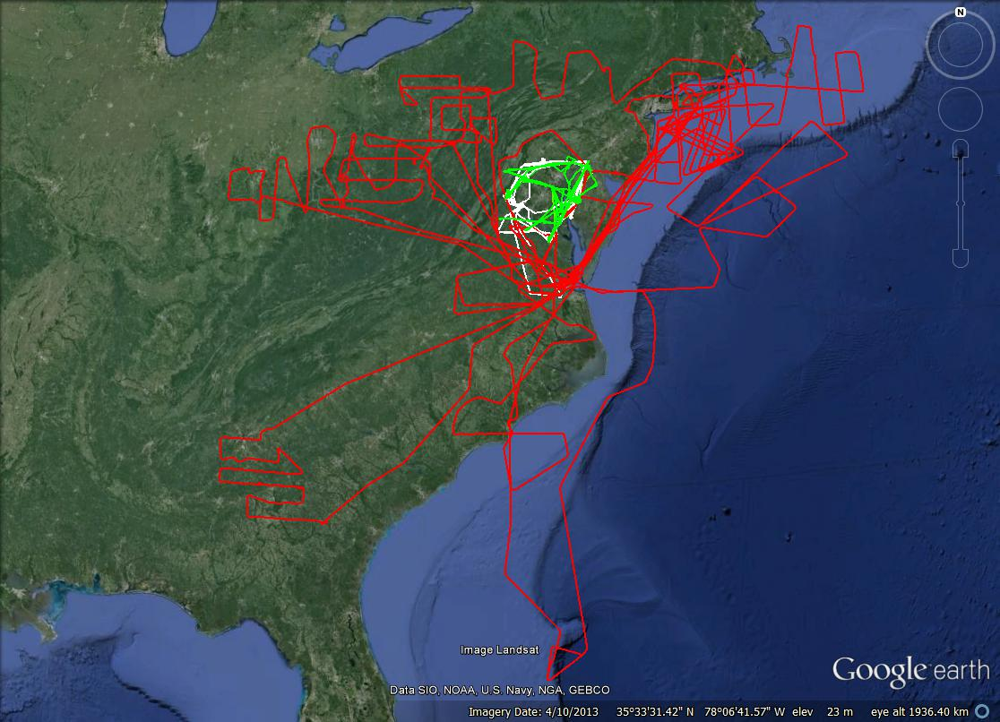 N
Image Landsat
Google earth
Data SIO, NOAA, U.S. Navy, NGA, GEBCO
Imagery Date: 4/10/2013 35°33'31.42" N 78°06'41.57" W elev 23 m eye alt 1936.40 km